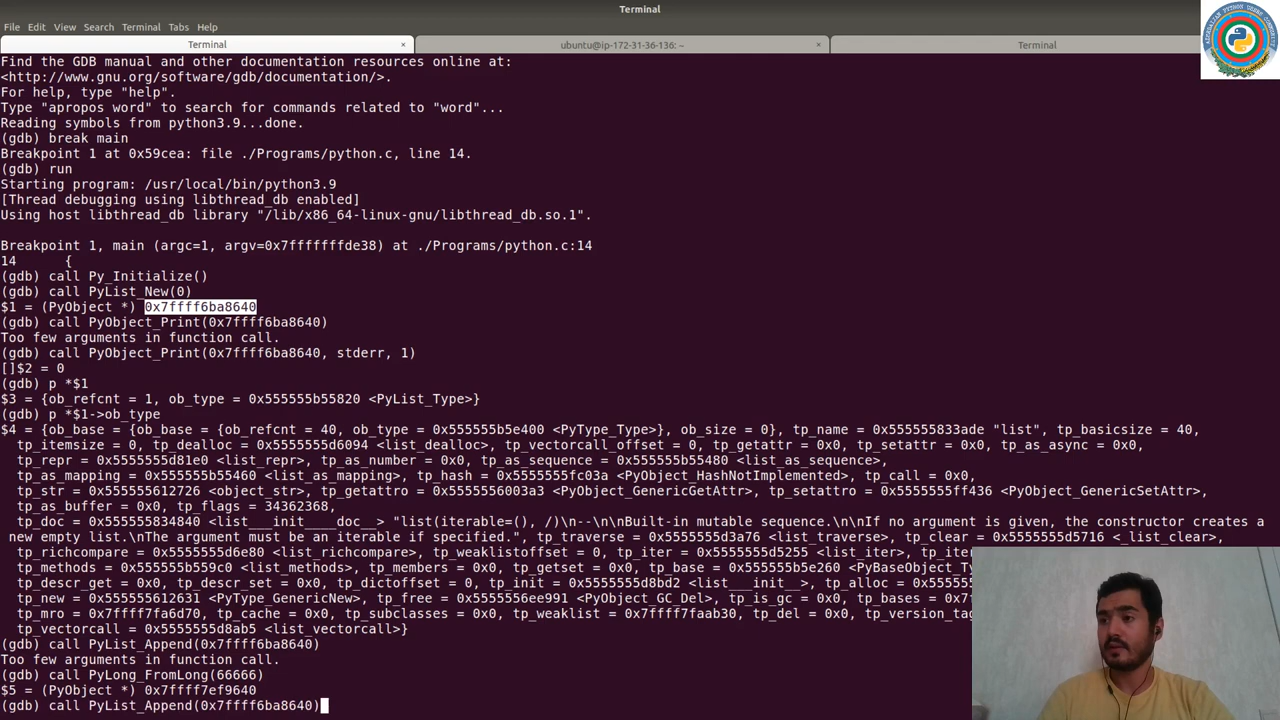 Terminal
File Edit View Search Terminal Tabs Help
Terminal × ubuntu@ip-172-31-36-136: ~ × Terminal
AZERBAIJAN PYTHON USERS COMMUNITY
Find the GDB manual and other documentation resources online at:
<http://www.gnu.org/software/gdb/documentation/>.
For help, type "help".
Type "apropos word" to search for commands related to "word"...
Reading symbols from python3.9...done.
(gdb) break main
Breakpoint 1 at 0x59cea: file ./Programs/python.c, line 14.
(gdb) run
Starting program: /usr/local/bin/python3.9
[Thread debugging using libthread_db enabled]
Using host libthread_db library "/lib/x86_64-linux-gnu/libthread_db.so.1".
Breakpoint 1, main (argc=1, argv=0x7fffffffde38) at ./Programs/python.c:14
14 {
(gdb) call Py_Initialize()
(gdb) call PyList_New(0)
$1 = (PyObject *) 0x7ffff6ba8640
(gdb) call PyObject_Print(0x7ffff6ba8640)
Too few arguments in function call.
(gdb) call PyObject_Print(0x7ffff6ba8640, stderr, 1)
[]$2 = 0
(gdb) p *$1
$3 = {ob_refcnt = 1, ob_type = 0x555555b55820 <PyList_Type>}
(gdb) p *$1->ob_type
$4 = {ob_base = {ob_base = {ob_refcnt = 40, ob_type = 0x555555b5e400 <PyType_Type>}, ob_size = 0}, tp_name = 0x555555833ade "list", tp_basicsize = 40,
tp_itemsize = 0, tp_dealloc = 0x5555555d6094 <list_dealloc>, tp_vectorcall_offset = 0, tp_getattr = 0x0, tp_setattr = 0x0, tp_as_async = 0x0,
tp_repr = 0x5555555d81e0 <list_repr>, tp_as_number = 0x0, tp_as_sequence = 0x555555b55480 <list_as_sequence>,
tp_as_mapping = 0x555555b55460 <list_as_mapping>, tp_hash = 0x5555555fc03a <PyObject_HashNotImplemented>, tp_call = 0x0,
tp_str = 0x555555612726 <object_str>, tp_getattro = 0x5555556003a3 <PyObject_GenericGetAttr>, tp_setattro = 0x5555555ff436 <PyObject_GenericSetAttr>,
tp_as_buffer = 0x0, tp_flags = 34362368,
tp_doc = 0x555555834840 <list___init____doc__> "list(iterable=(), /)\n--\n\nBuilt-in mutable sequence.\n\nIf no argument is given, the constructor creates a
new empty list.\nThe argument must be an iterable if specified.", tp_traverse = 0x5555555d3a76 <list_traverse>, tp_clear = 0x5555555d5716 <_list_clear>,
tp_richcompare = 0x5555555d6e80 <list_richcompare>, tp_weaklistoffset = 0, tp_iter = 0x5555555d5255 <list_iter>, tp_iter
tp_methods = 0x555555b559c0 <list_methods>, tp_members = 0x0, tp_getset = 0x0, tp_base = 0x555555b5e260 <PyBaseObject_Ty
tp_descr_get = 0x0, tp_descr_set = 0x0, tp_dictoffset = 0, tp_init = 0x5555555d8bd2 <list___init__>, tp_alloc = 0x55555
tp_new = 0x555555612631 <PyType_GenericNew>, tp_free = 0x5555556ee991 <PyObject_GC_Del>, tp_is_gc = 0x0, tp_bases = 0x7f
tp_mro = 0x7ffff7fa6d70, tp_cache = 0x0, tp_subclasses = 0x0, tp_weaklist = 0x7ffff7faab30, tp_del = 0x0, tp_version_tag
tp_vectorcall = 0x5555555d8ab5 <list_vectorcall>}
(gdb) call PyList_Append(0x7ffff6ba8640)
Too few arguments in function call.
(gdb) call PyLong_FromLong(66666)
$5 = (PyObject *) 0x7ffff7ef9640
(gdb) call PyList_Append(0x7ffff6ba8640)